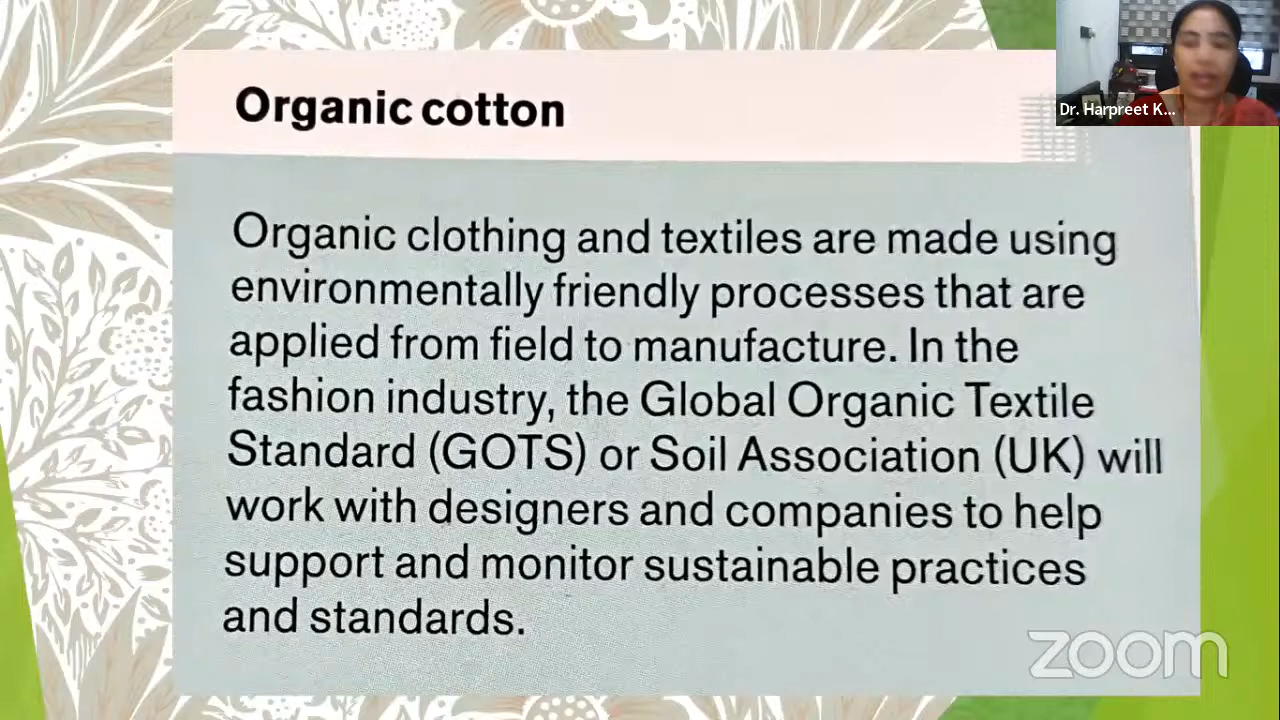 Organic cotton
Dr. Harpreet K...
Organic clothing and textiles are made using
environmentally friendly processes that are
applied from field to manufacture. In the
fashion industry, the Global Organic Textile
Standard (GOTS) or Soil Association (UK) will
work with designers and companies to help
support and monitor sustainable practices
and standards.
zoom